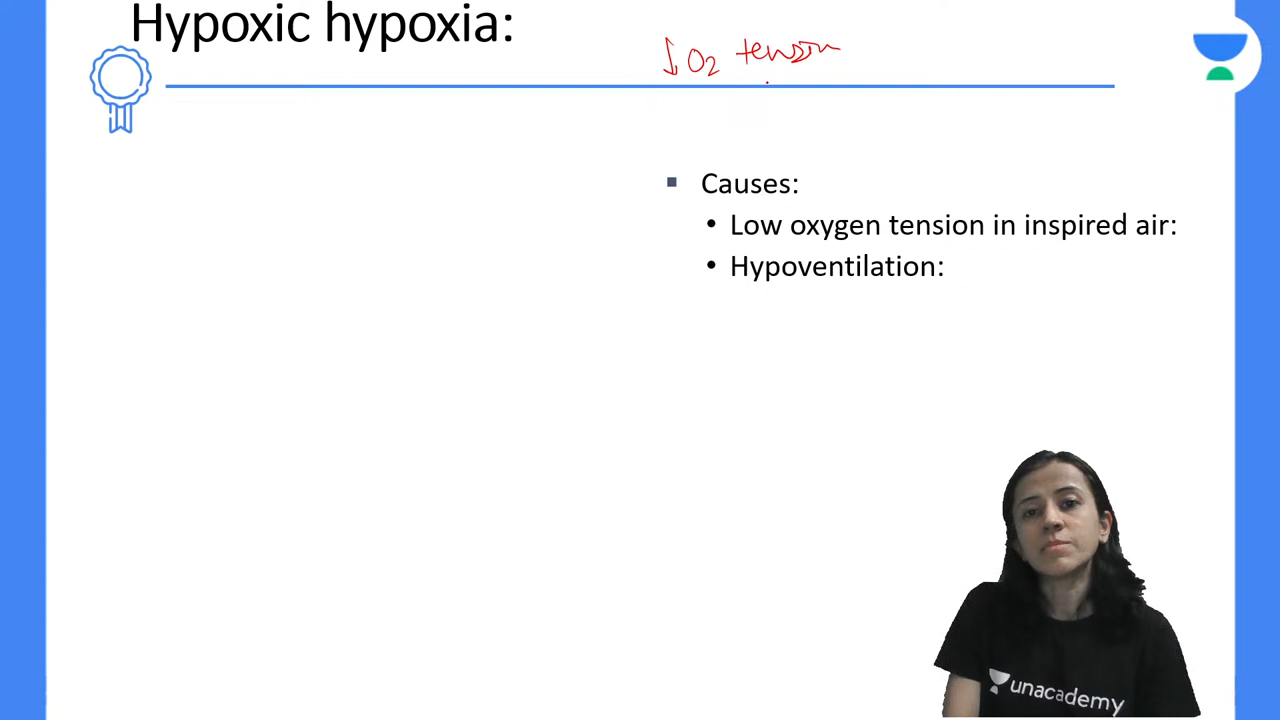 Hypoxic hypoxia:
↓ O2 tension
▪ Causes:
• Low oxygen tension in inspired air:
• Hypoventilation:
unacademy